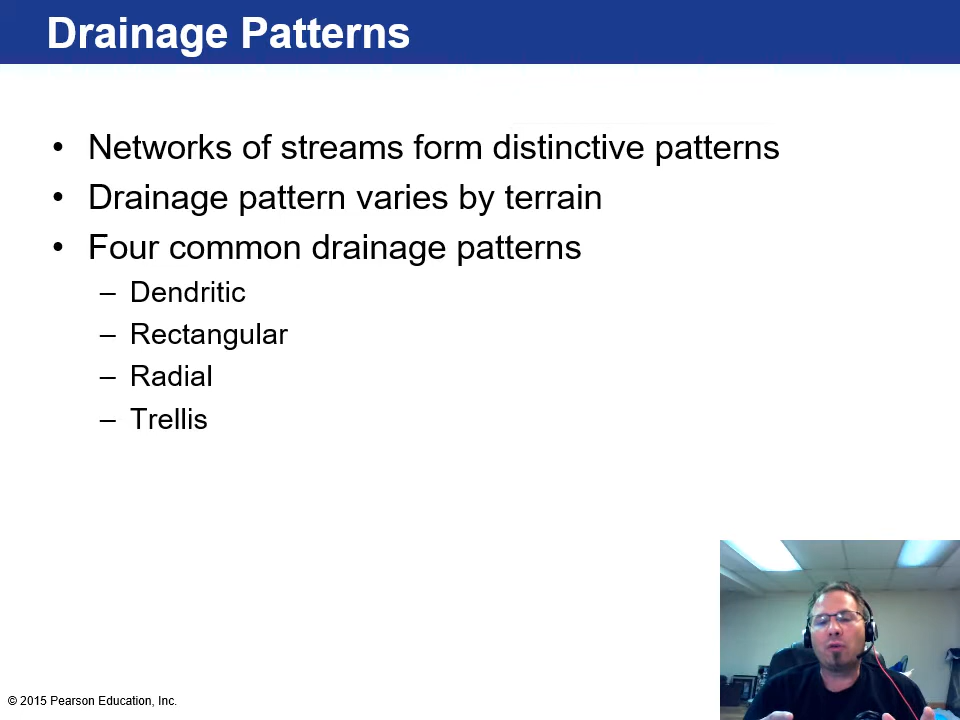 Drainage Patterns
• Networks of streams form distinctive patterns
• Drainage pattern varies by terrain
• Four common drainage patterns
– Dendritic
– Rectangular
– Radial
– Trellis
© 2015 Pearson Education, Inc.